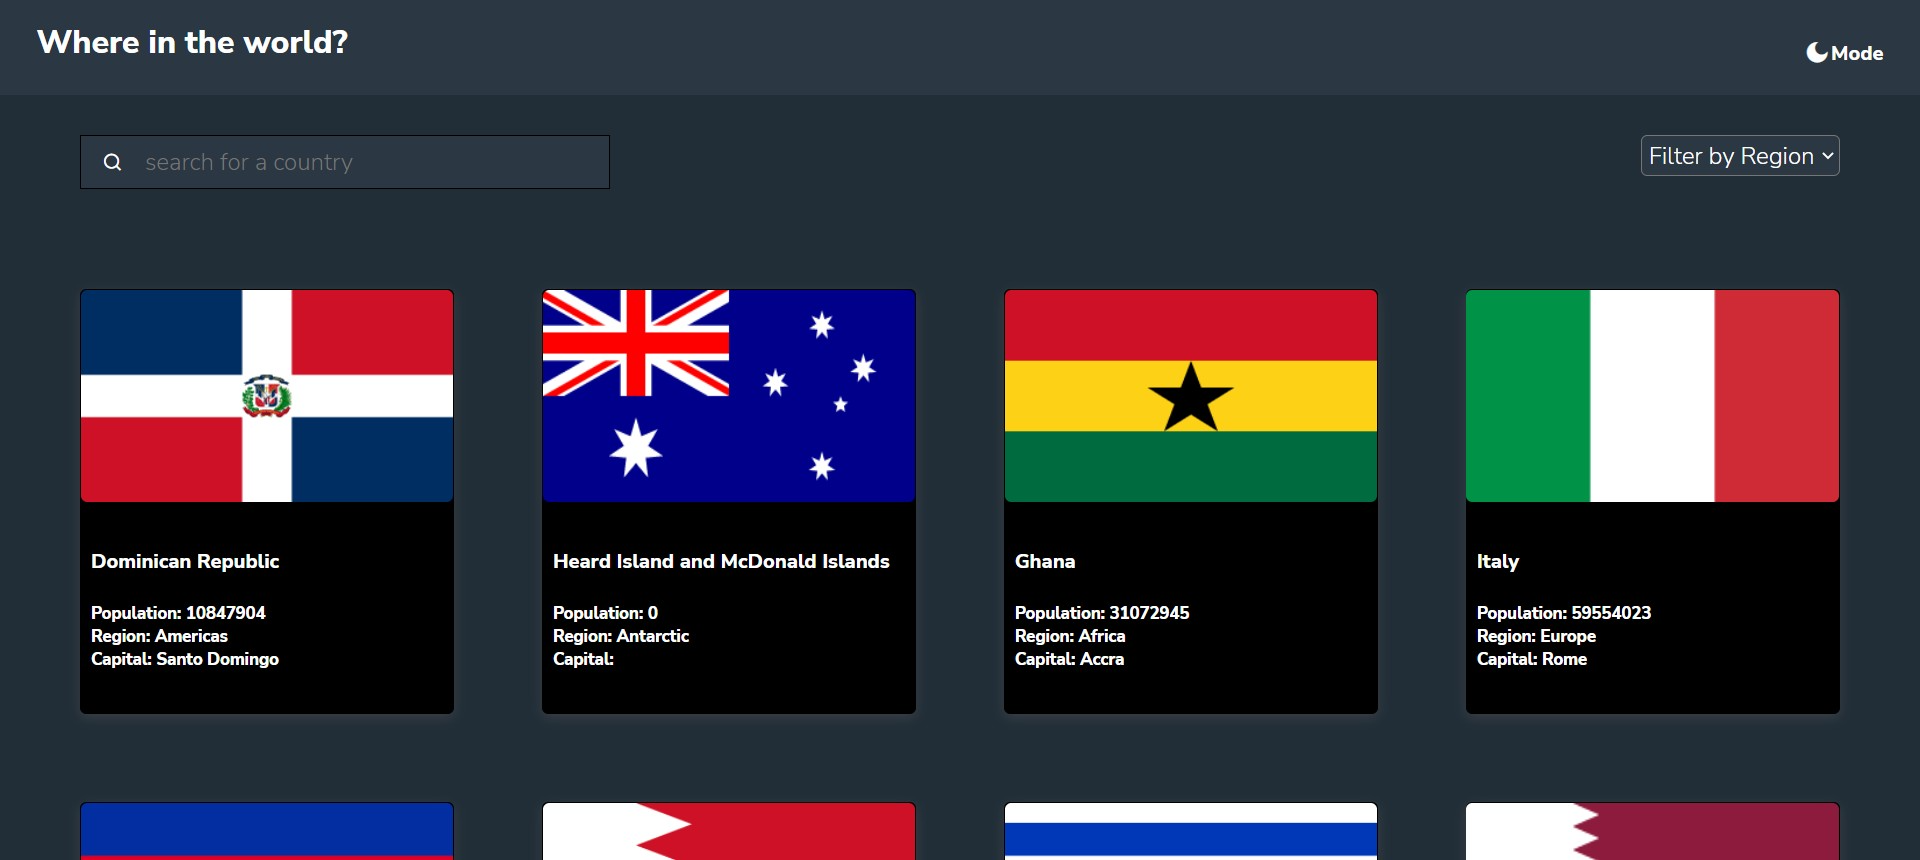 Where in the world?
Mode
search for a country
Filter by Region
Dominican Republic
Population: 10847904
Region: Americas
Capital: Santo Domingo
Heard Island and McDonald Islands
Population: 0
Region: Antarctic
Capital:
Ghana
Population: 31072945
Region: Africa
Capital: Accra
Italy
Population: 59554023
Region: Europe
Capital: Rome